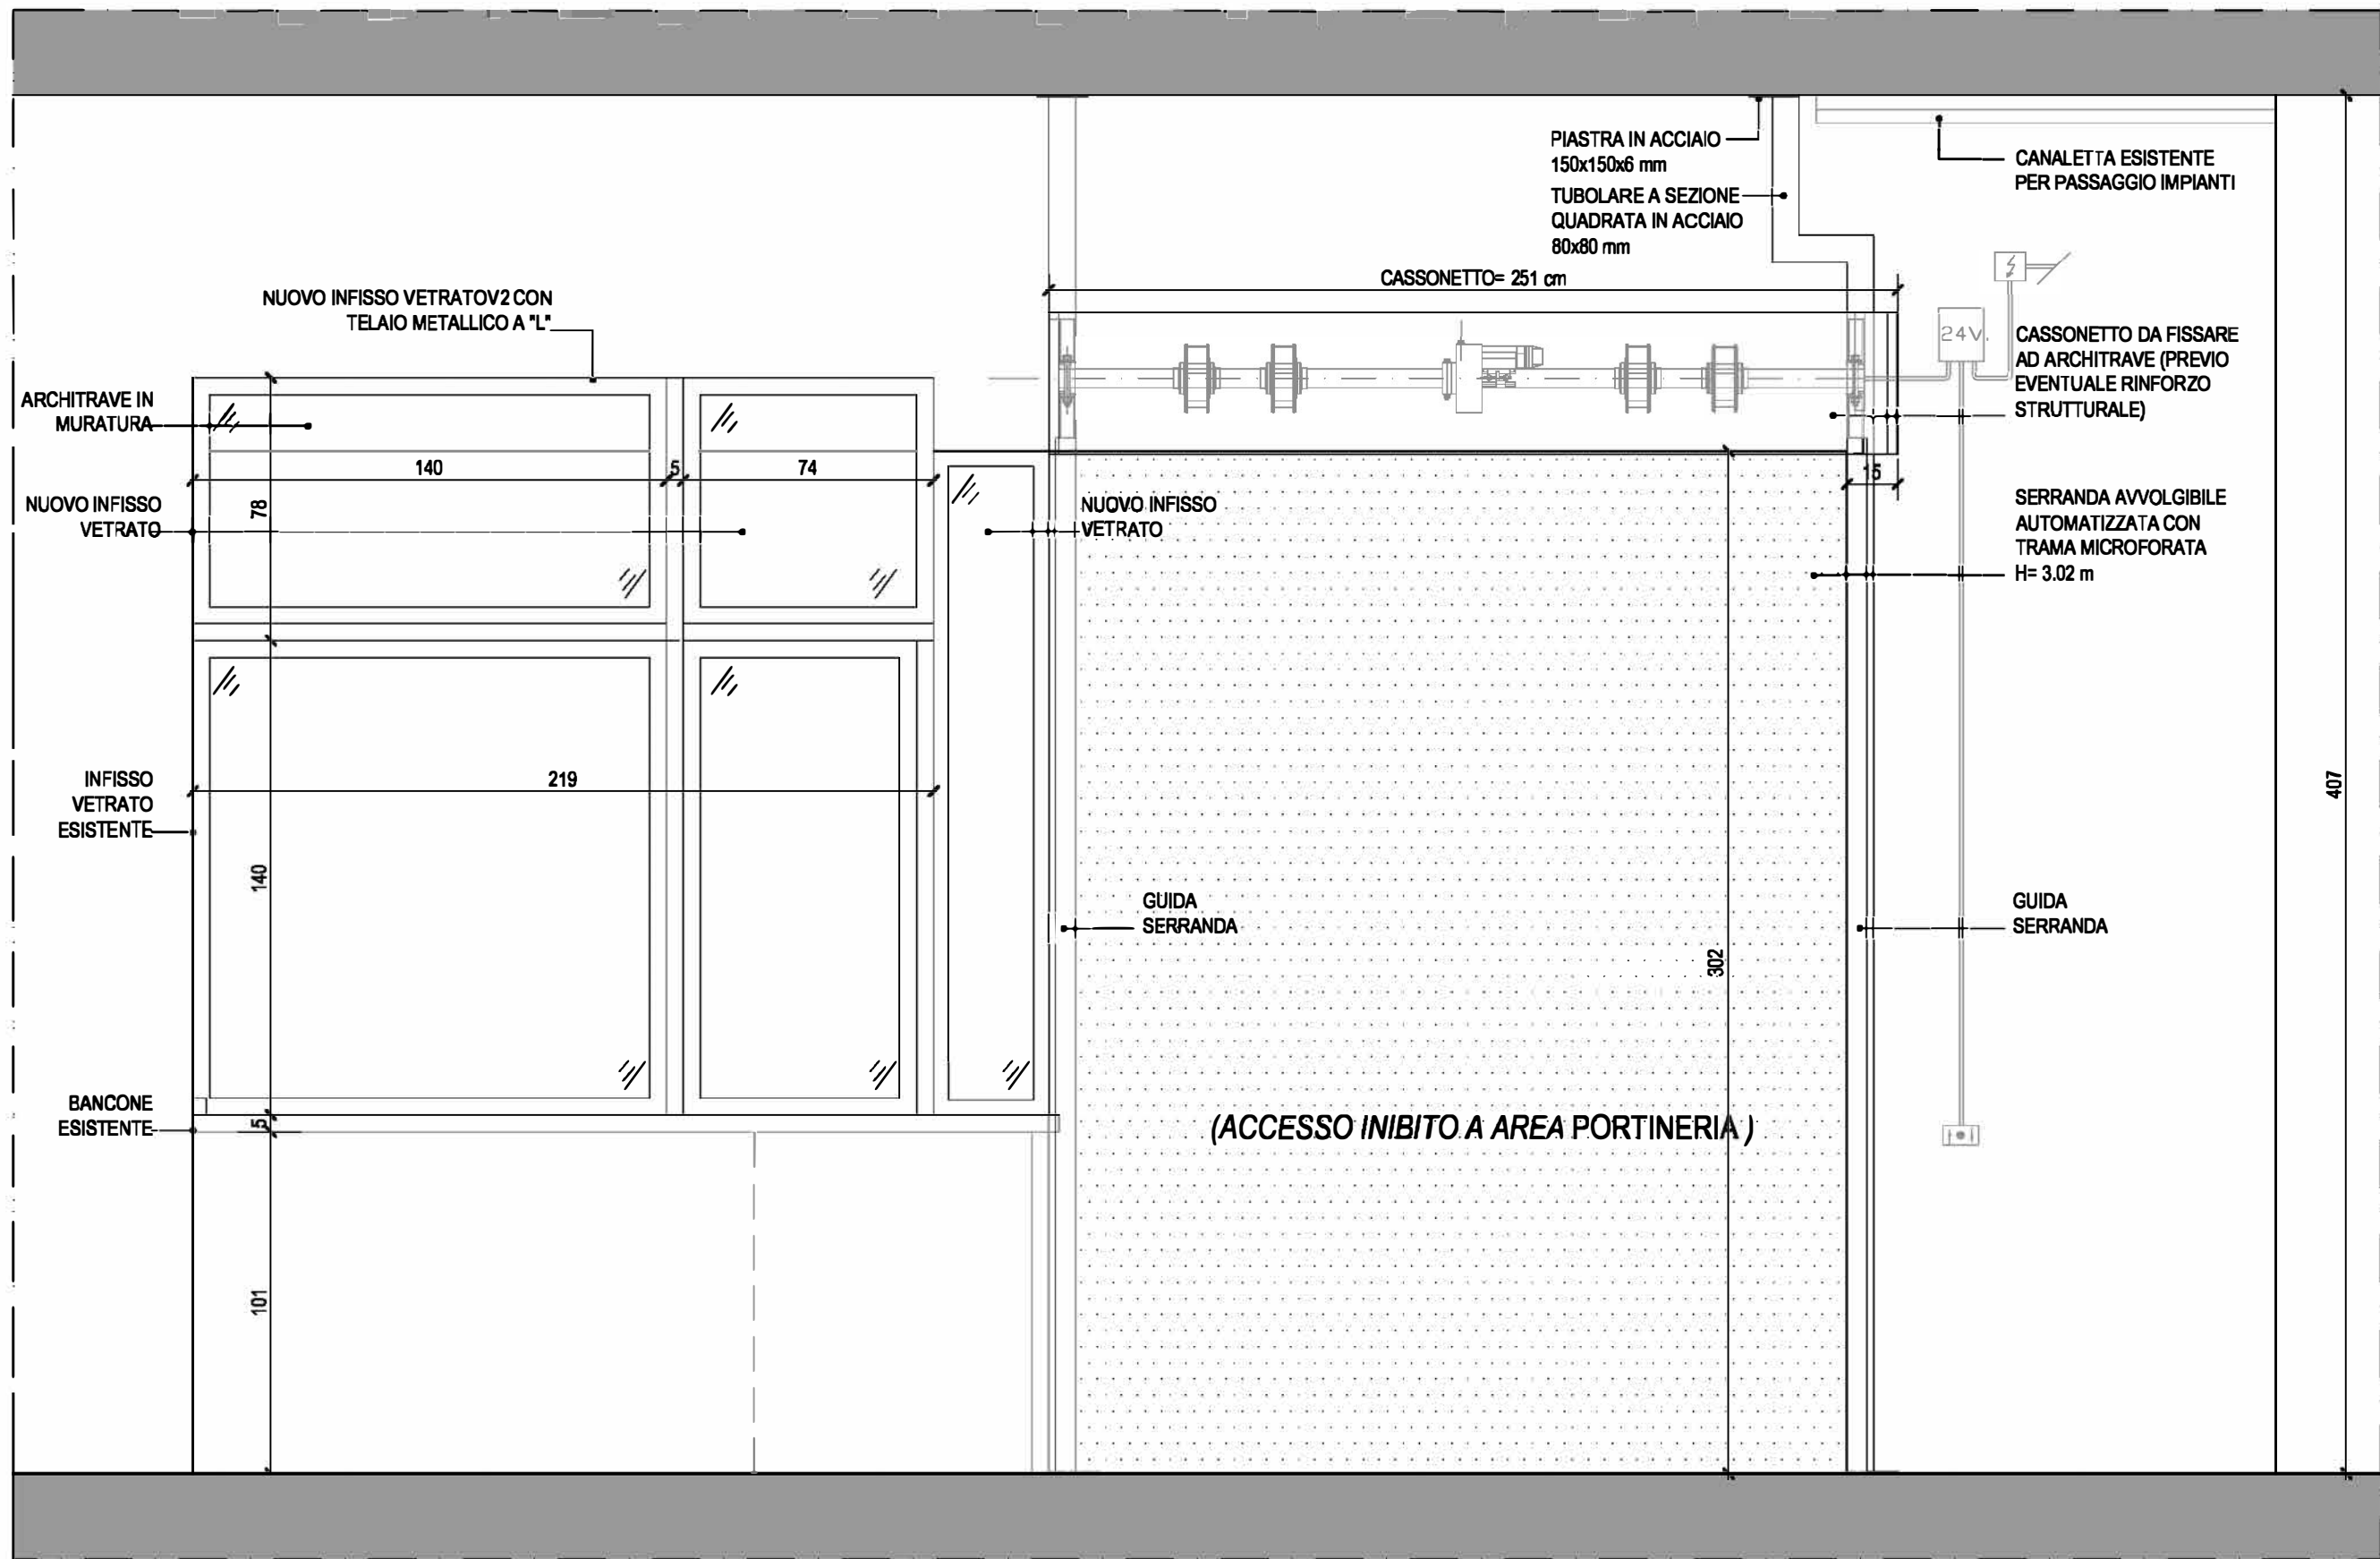 PIASTRA IN ACCIAIO
150x150x6 mm
TUBOLARE A SEZIONE
QUADRATA IN ACCIAIO
80x80 mm
CANALETTA ESISTENTE
PER PASSAGGIO IMPIANTI
CASSONETTO= 251 cm
NUOVO INFISSO VETRATOV2 CON
TELAIO METALLICO A "L"
24V.
CASSONETTO DA FISSARE
AD ARCHITRAVE (PREVIO
EVENTUALE RINFORZO
STRUTTURALE)
ARCHITRAVE IN
MURATURA
140
5
74
15
78
NUOVO INFISSO
VETRATO
NUOVO INFISSO
VETRATO
SERRANDA AVVOLGIBILE
AUTOMATIZZATA CON
TRAMA MICROFORATA
H= 3.02 m
INFISSO
VETRATO
ESISTENTE
219
407
140
GUIDA
SERRANDA
GUIDA
SERRANDA
302
BANCONE
ESISTENTE
5
(ACCESSO INIBITO A AREA PORTINERIA )
101